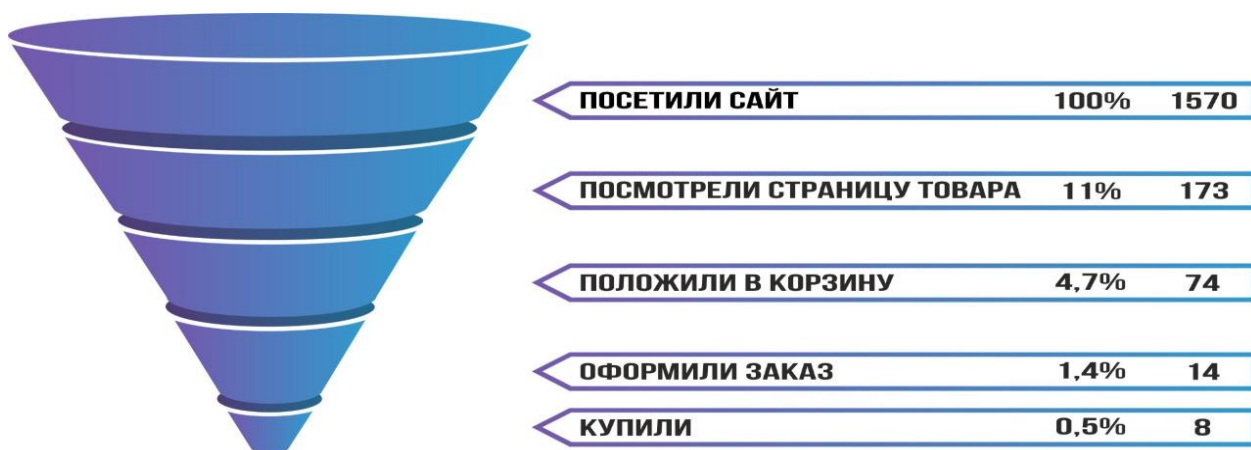 ПОСЕТИЛИ САЙТ 100% 1570
ПОСМОТРЕЛИ СТРАНИЦУ ТОВАРА 11% 173
ПОЛОЖИЛИ В КОРЗИНУ 4,7% 74
ОФОРМИЛИ ЗАКАЗ 1,4% 14
КУПИЛИ 0,5% 8